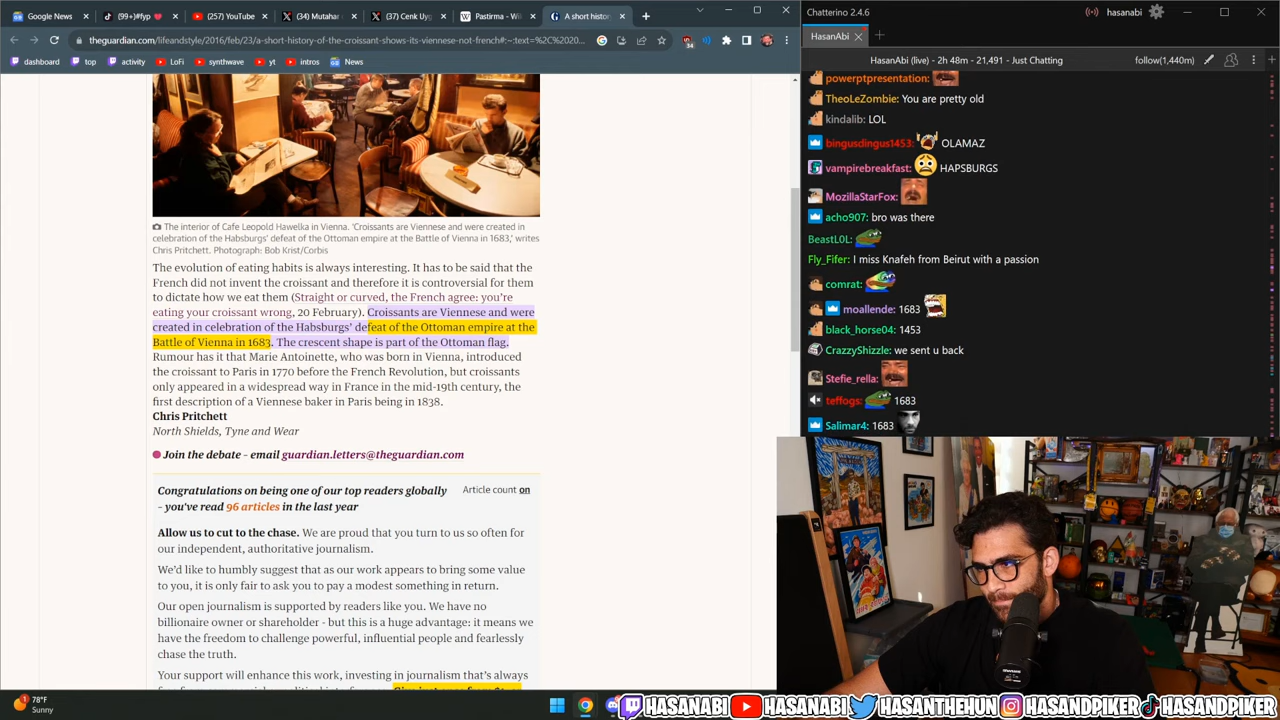 Google News
(99+)#fyp
(257) YouTube
(34) Mutahar
(37) Cenk Uyg
Pastirma - Wi
A short histor
theguardian.com/lifeandstyle/2016/feb/23/a-short-history-of-the-croissant-shows-its-viennese-not-french#:~:text=%2C%20...
34
dashboard
top
activity
LoFi
synthwave
yt
intros
News
The interior of Cafe Leopold Hawelka in Vienna. 'Croissants are Viennese and were created in
celebration of the Habsburgs' defeat of the Ottoman empire at the Battle of Vienna in 1683,' writes
Chris Pritchett. Photograph: Bob Krist/Corbis
The evolution of eating habits is always interesting. It has to be said that the
French did not invent the croissant and therefore it is controversial for them
to dictate how we eat them (Straight or curved, the French agree: you're
eating your croissant wrong, 20 February). Croissants are Viennese and were
created in celebration of the Habsburgs' defeat of the Ottoman empire at the
Battle of Vienna in 1683. The crescent shape is part of the Ottoman flag.
Rumour has it that Marie Antoinette, who was born in Vienna, introduced
the croissant to Paris in 1770 before the French Revolution, but croissants
only appeared in a widespread way in France in the mid-19th century, the
first description of a Viennese baker in Paris being in 1838.
Chris Pritchett
North Shields, Tyne and Wear
Join the debate – email guardian.letters@theguardian.com
Congratulations on being one of our top readers globally
– you've read 96 articles in the last year
Article count on
Allow us to cut to the chase. We are proud that you turn to us so often for
our independent, authoritative journalism.
We'd like to humbly suggest that as our work appears to bring some value
to you, it is only fair to ask you to pay a modest something in return.
Our open journalism is supported by readers like you. We have no
billionaire owner or shareholder - but this is a huge advantage: it means we
have the freedom to challenge powerful, influential people and fearlessly
chase the truth.
Your support will enhance this work, investing in journalism that's always
78°F
Sunny
Chatterino 2.4.6
hasanabi
HasanAbi
HasanAbi (live) - 2h 48m - 21,491 - Just Chatting
follow(1,440m)
powerptpresentation:
TheoLeZombie: You are pretty old
kindalib: LOL
bingusdingus1453: OLAMAZ
vampirebreakfast: HAPSBURGS
MozillaStarFox:
acho907: bro was there
BeastL0L:
Fly_Fifer: I miss Knafeh from Beirut with a passion
comrat:
moallende: 1683
black_horse04: 1453
CrazyShizzle: we sent u back
Stefie_rella:
teffogs: 1683
Salimar4: 1683
HASANABI
HASANABI
HASANTHEHUN
HASANDPIKER
HASANDPIKER